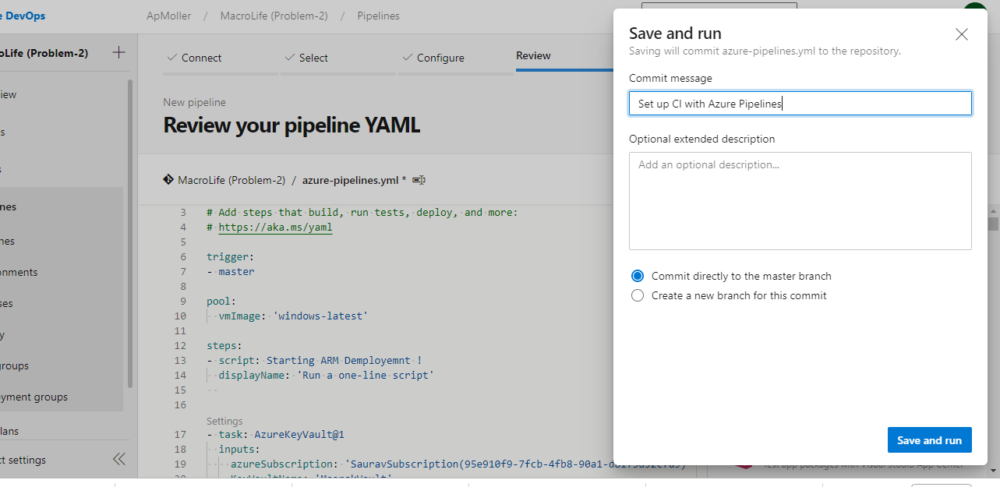 e DevOps
ApMoller / MacroLife (Problem-2) / Pipelines
oLife (Problem-2)
iew
s
nes
nes
onments
ses
y
groups
yment groups
lans
ct settings
Connect
Select
Configure
Review
New pipeline
Review your pipeline YAML
MacroLife (Problem-2) / azure-pipelines.yml *
3 # Add steps that build, run tests, deploy, and more:
4 # https://aka.ms/yaml
5
6 trigger:
7 - master
8
9 pool:
10 vmImage: 'windows-latest'
11
12 steps:
13 - script: Starting ARM Demployemnt !
14 displayName: 'Run a one-line script'
15
16
Settings
17 - task: AzureKeyVault@1
18 inputs:
19 azureSubscription: 'SauravSubscription(95e910f9-7fcb-4fb8-90a1-
20 KeyVaultName: 'MaerskVault'
Save and run
Saving will commit azure-pipelines.yml to the repository.
Commit message
Set up CI with Azure Pipelines
Optional extended description
Add an optional description...
Commit directly to the master branch
Create a new branch for this commit
Save and run
Test app packages with Visual Studio App Center